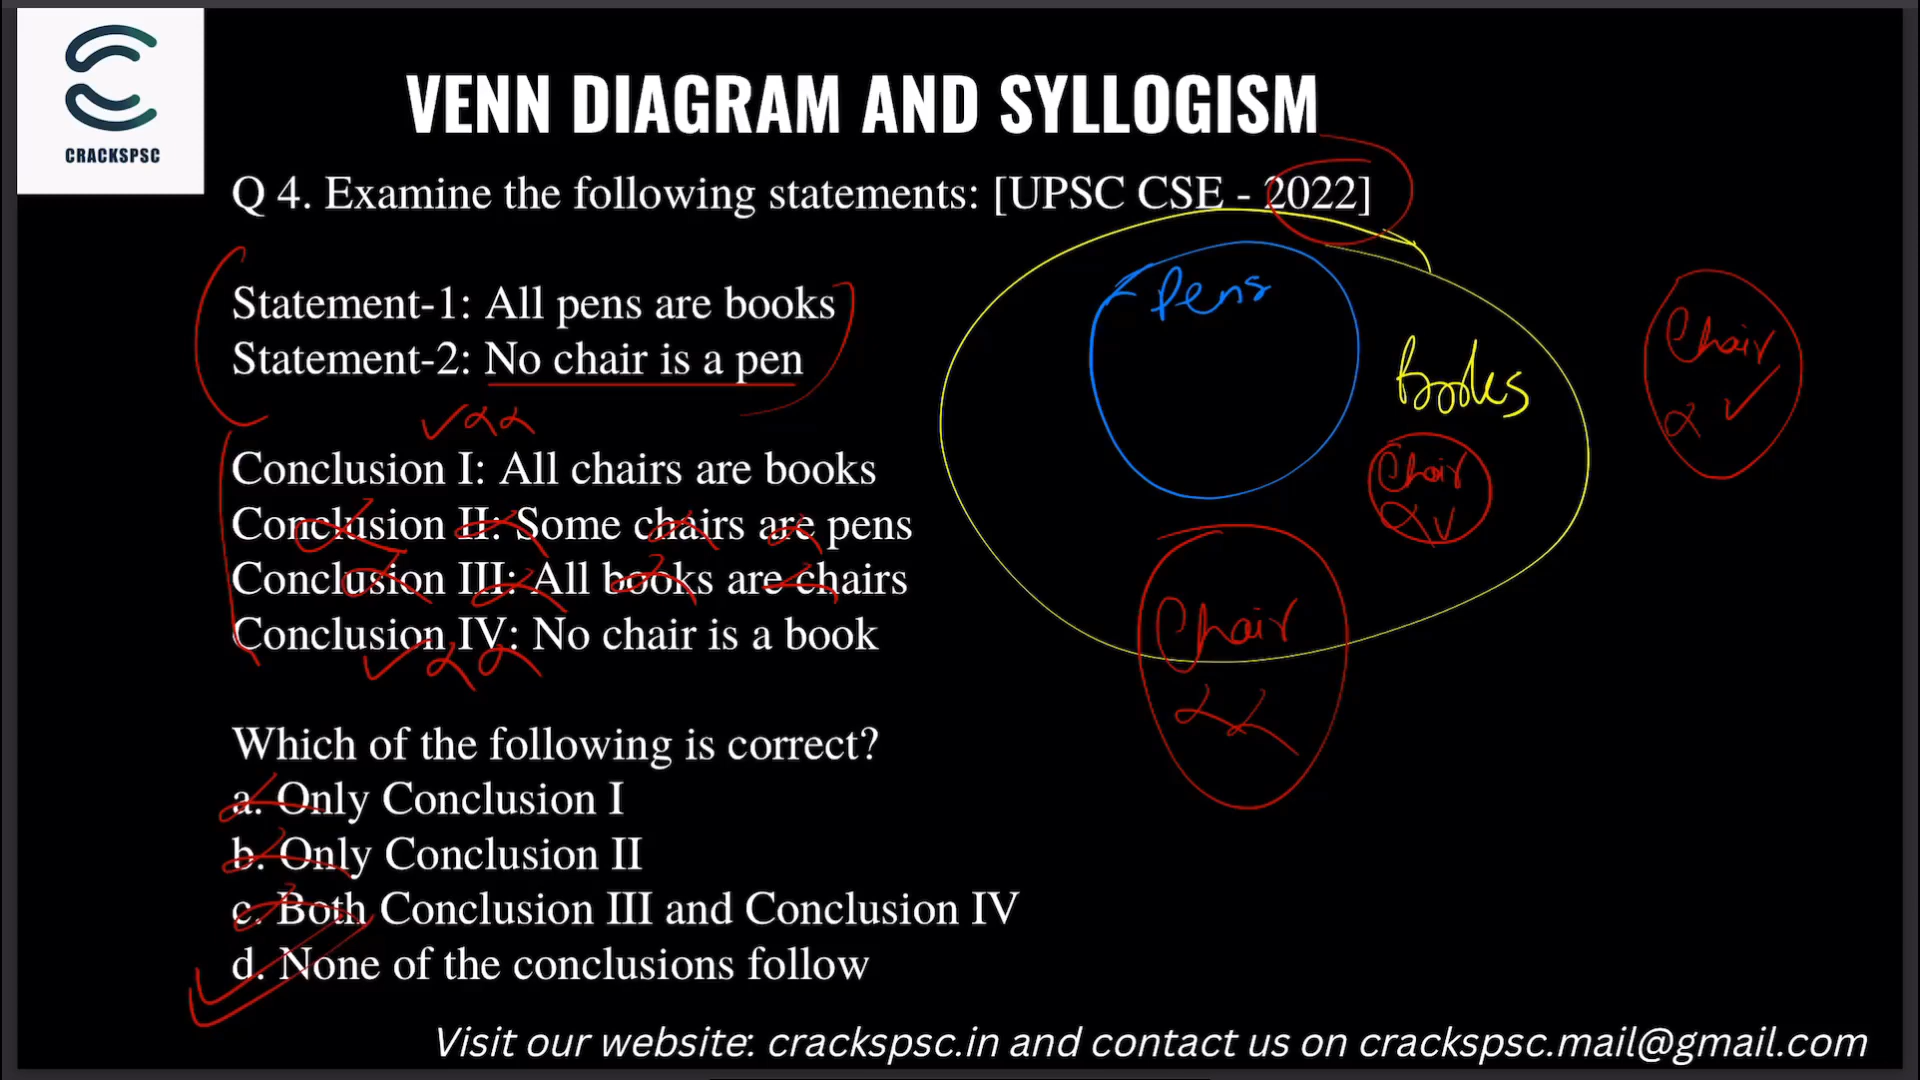 CRACKSPSC
VENN DIAGRAM AND SYLLOGISM
Q 4. Examine the following statements: [UPSC CSE - 2022]
Statement-1: All pens are books
Statement-2: No chair is a pen
Conclusion I: All chairs are books
Conclusion II: Some chairs are pens
Conclusion III: All books are chairs
Conclusion IV: No chair is a book
Which of the following is correct?
a. Only Conclusion I
b. Only Conclusion II
c. Both Conclusion III and Conclusion IV
d. None of the conclusions follow
Pens
Books
Chair
Chair
Chair
Visit our website: crackspsc.in and contact us on crackspsc.mail@gmail.com